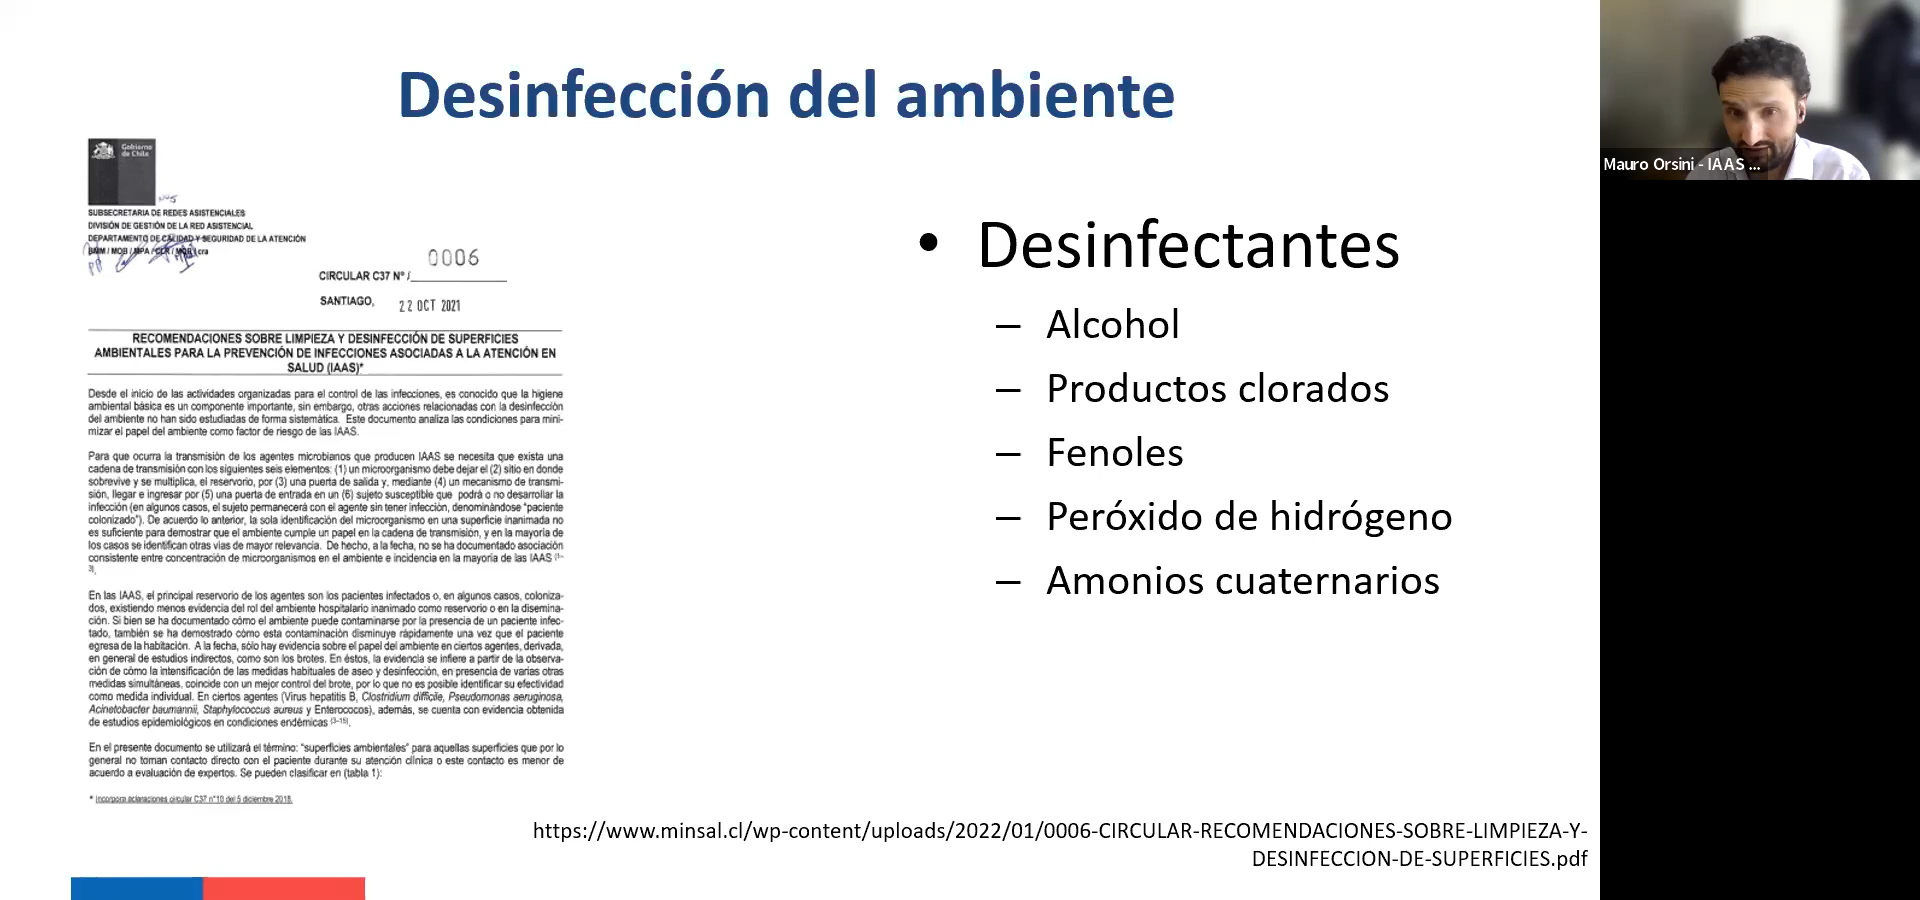 Desinfección del ambiente
Gobierno
de Chile
SUBSECRETARIA DE REDES ASISTENCIALES
DIVISIÓN DE GESTIÓN DE LA RED ASISTENCIAL
DEPARTAMENTO DE CALIDAD Y SEGURIDAD DE LA ATENCIÓN
CIRCULAR C37 Nº / 0006
SANTIAGO, 22 OCT 2021
RECOMENDACIONES SOBRE LIMPIEZA Y DESINFECCIÓN DE SUPERFICIES
AMBIENTALES PARA LA PREVENCIÓN DE INFECCIONES ASOCIADAS A LA ATENCIÓN EN
SALUD (IAAS)*
Desde el inicio de las actividades organizadas para el control de las infecciones, es conocido que la higiene
ambiental básica es un componente importante, sin embargo, otras acciones relacionadas con la desinfección
del ambiente no han sido estudiadas de forma sistemática. Este documento analiza las condiciones para mini-
mizar el papel del ambiente como factor de riesgo de las IAAS.
Para que ocurra la transmisión de los agentes microbianos que producen IAAS se necesita que exista una
cadena de transmisión con los siguientes seis elementos: (1) un microorganismo debe dejar el (2) sitio en donde
sobrevive y se multiplica, el reservorio, por (3) una puerta de salida y, mediante (4) un mecanismo de transmi-
sión, llegar e ingresar por (5) una puerta de entrada en un (6) sujeto susceptible que podrá o no desarrollar la
infección (en algunos casos, el sujeto permanecerá con el agente sin tener infección, denominándose "paciente
colonizado"). De acuerdo lo anterior, la sola identificación del microorganismo en una superficie inanimada no
es suficiente para demostrar que el ambiente cumple un papel en la cadena de transmisión, y en la mayoría de
los casos se identifican otras vías de mayor relevancia. De hecho, a la fecha, no se ha documentado asociación
consistente entre concentración de microorganismos en el ambiente e incidencia en la mayoría de las IAAS (1-
3).
En las IAAS, el principal reservorio de los agentes son los pacientes infectados o, en algunos casos, coloniza-
dos, existiendo menos evidencia del rol del ambiente hospitalario inanimado como reservorio o en la disemina-
ción. Si bien se ha documentado cómo el ambiente puede contaminarse por la presencia de un paciente infec-
tado, también se ha demostrado cómo esta contaminación disminuye rápidamente una vez que el paciente
egresa de la habitación. A la fecha, sólo hay evidencia sobre el papel del ambiente en ciertos agentes, derivada,
en general de estudios indirectos, como son los brotes. En éstos, la evidencia se infiere a partir de la observa-
ción de cómo la intensificación de las medidas habituales de aseo y desinfección, en presencia de varias otras
medidas simultáneas, coincide con un mejor control del brote, por lo que no es posible identificar su efectividad
como medida individual. En ciertos agentes (Virus hepatitis B, Clostridium difficile, Pseudomonas aeruginosa,
Acinetobacter baumannii, Staphylococcus aureus y Enterococos), además, se cuenta con evidencia obtenida
de estudios epidemiológicos en condiciones endémicas (3-15).
En el presente documento se utilizará el término: "superficies ambientales" para aquellas superficies que por lo
general no toman contacto directo con el paciente durante su atención clínica o este contacto es menor de
acuerdo a evaluación de expertos. Se pueden clasificar en (tabla 1):
* Incorpora aclaraciones circular C37 nº10 del 5 diciembre 2018.
• Desinfectantes
– Alcohol
– Productos clorados
– Fenoles
– Peróxido de hidrógeno
– Amonios cuaternarios
https://www.minsal.cl/wp-content/uploads/2022/01/0006-CIRCULAR-RECOMENDACIONES-SOBRE-LIMPIEZA-Y-
DESINFECCION-DE-SUPERFICIES.pdf
Mauro Orsini - IAAS ...